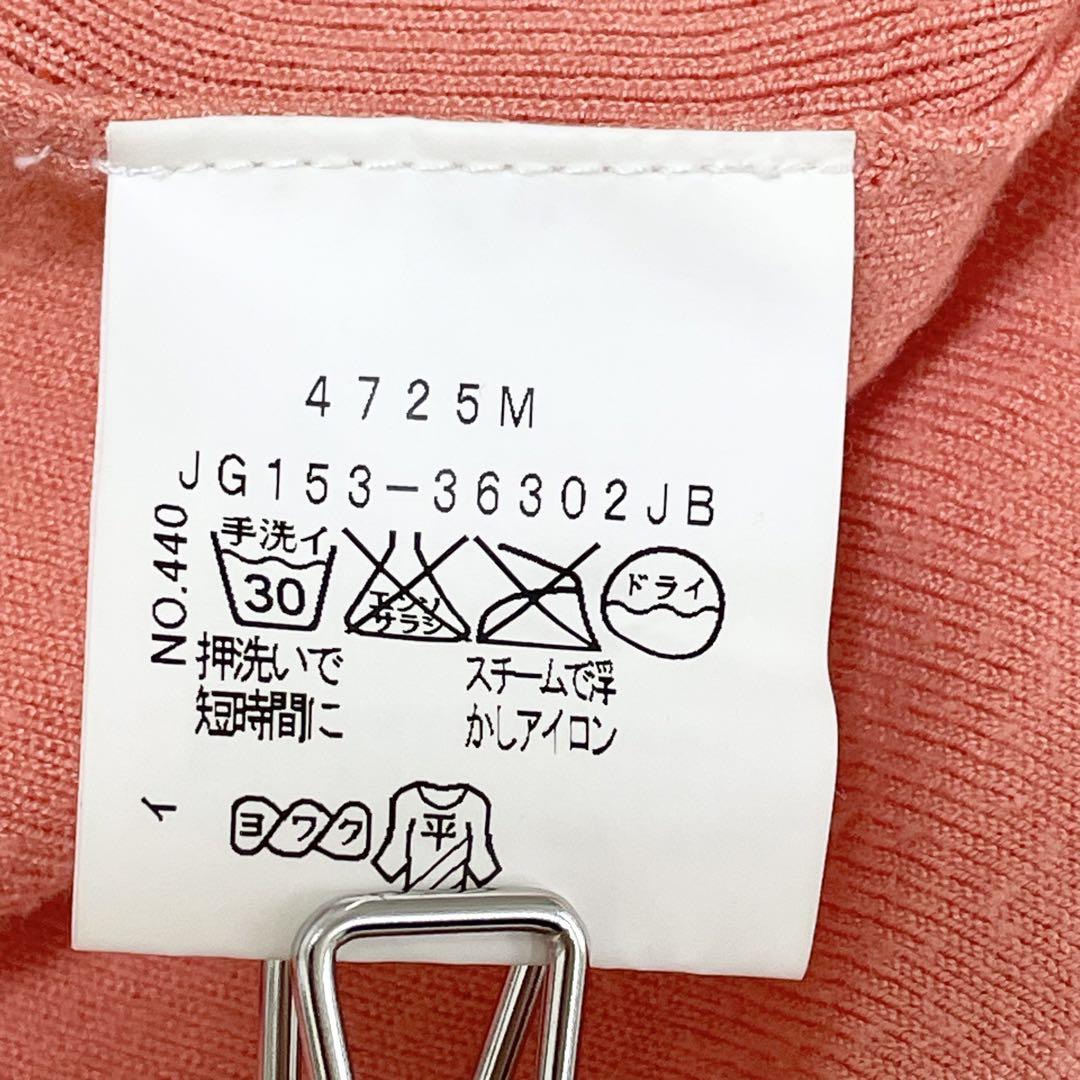 4725M
JG153-36302JB
NO.440
手洗イ
30
エンソ
サラシ
ドライ
押洗いで
短時間に
スチームで浮
かしアイロン
イ
ヨワク
平